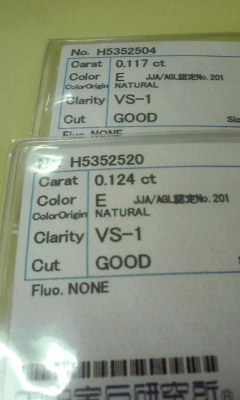 No. H5352504
Carat 0.117 ct
Color E JJA/AGL認定No.201
ColorOrigin NATURAL
Clarity VS-1
Cut GOOD
Fluo. NONE
No. H5352520
Carat 0.124 ct
Color E JJA/AGL認定No.201
ColorOrigin NATURAL
Clarity VS-1
Cut GOOD
Fluo. NONE